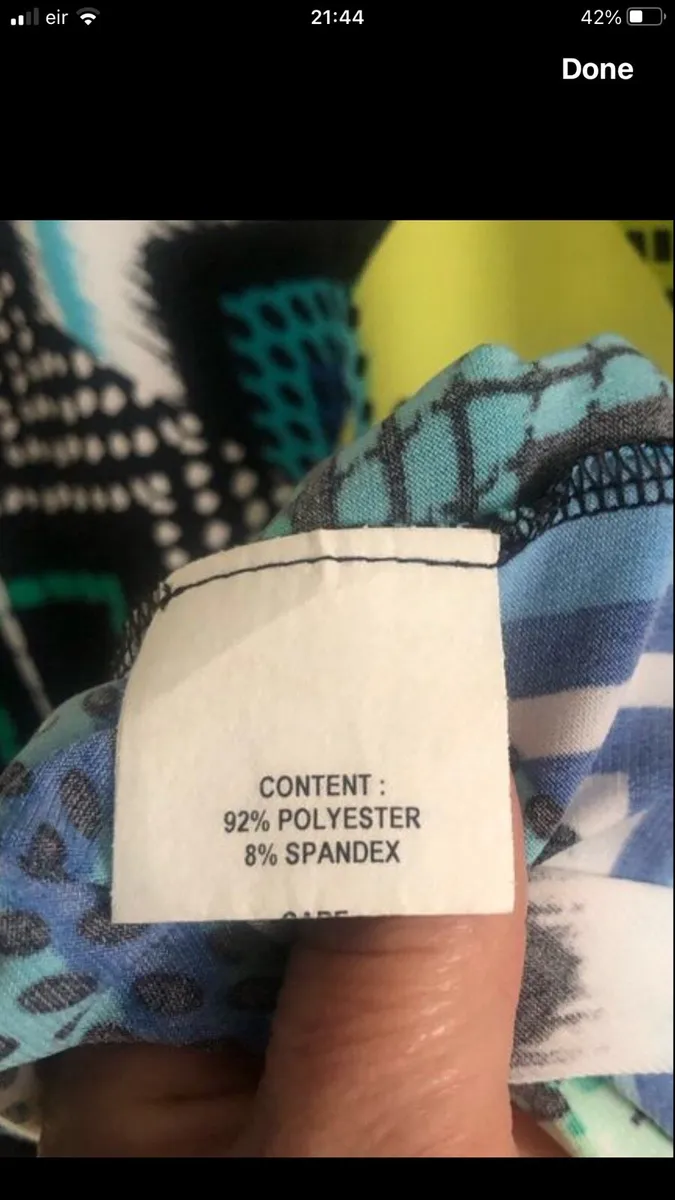 eir
21:44
42%
Done
CONTENT :
92% POLYESTER
8% SPANDEX